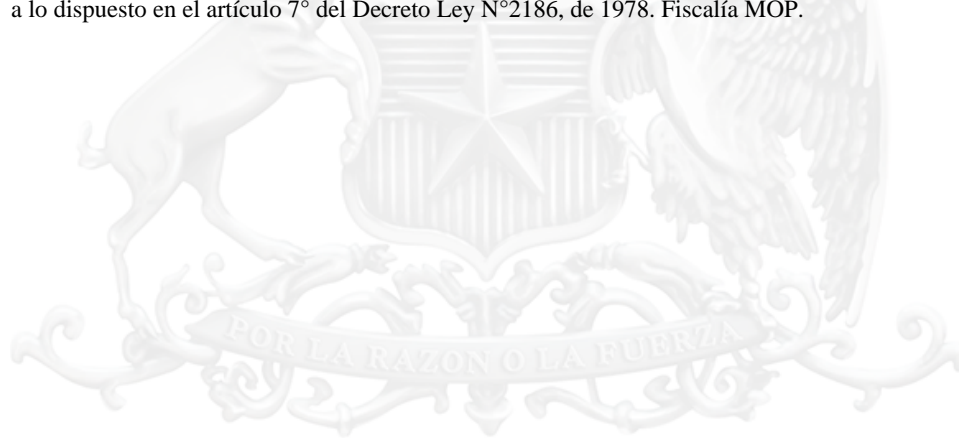 a lo dispuesto en el artículo 7° del Decreto Ley N°2186, de 1978. Fiscalía MOP.
POR LA RAZON O LA FUERZA